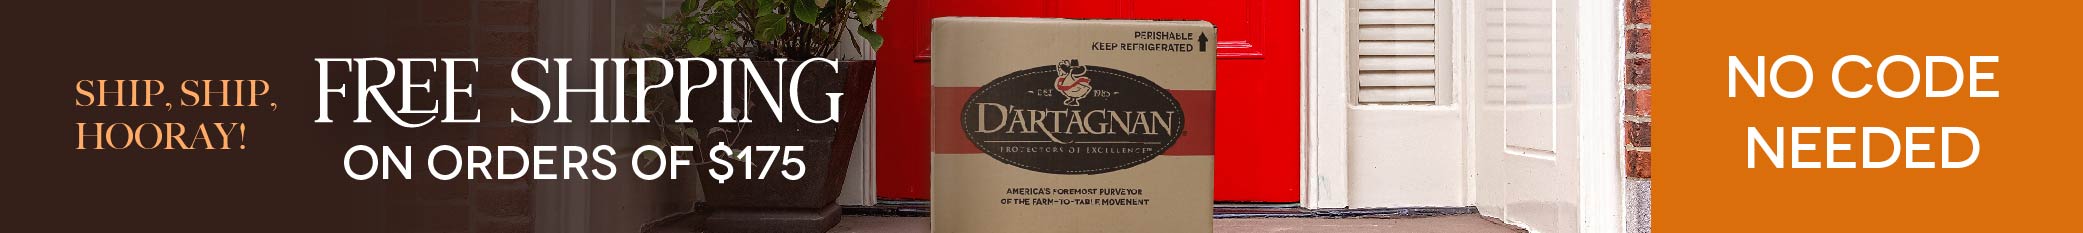 SHIP, SHIP,
HOORAY!
FREE SHIPPING
ON ORDERS OF $175
PERISHABLE
KEEP REFRIGERATED
EST 1985
D'ARTAGNAN
PROTECTORS OF EXCELLENCE™
AMERICA'S FOREMOST PURVEYOR
OF THE FARM-TO-TABLE MOVEMENT
NO CODE
NEEDED